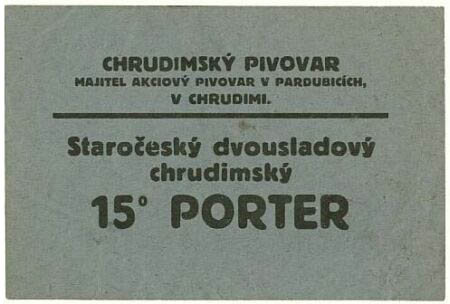 CHRUDIMSKÝ PIVOVAR
MAJITEL AKCIOVÝ PIVOVAR V PARDUBICÍCH,
V CHRUDIMI.
Staročeský dvousladový
chrudimský
15° PORTER